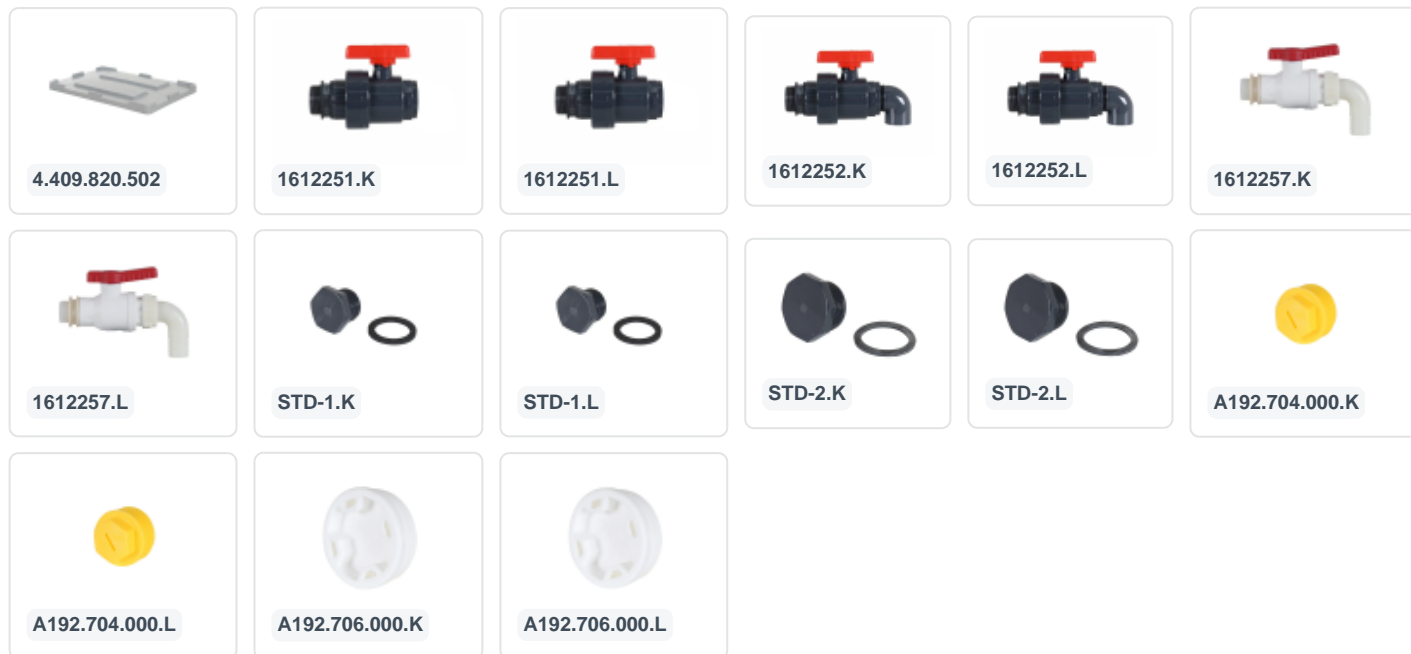 4.409.820.502
1612251.K
1612251.L
1612252.K
1612252.L
1612257.K
1612257.L
STD-1.K
STD-1.L
STD-2.K
STD-2.L
A192.704.000.K
A192.704.000.L
A192.706.000.K
A192.706.000.L